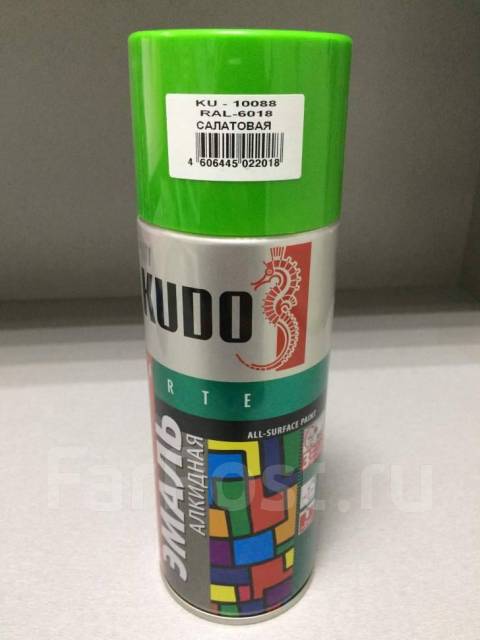 KU - 10088
RAL-6018
САЛАТОВАЯ
4 606445 022018
KUDO
RTE
ALL-SURFACE PAINT
ЭМАЛЬ
АЛКИДНАЯ